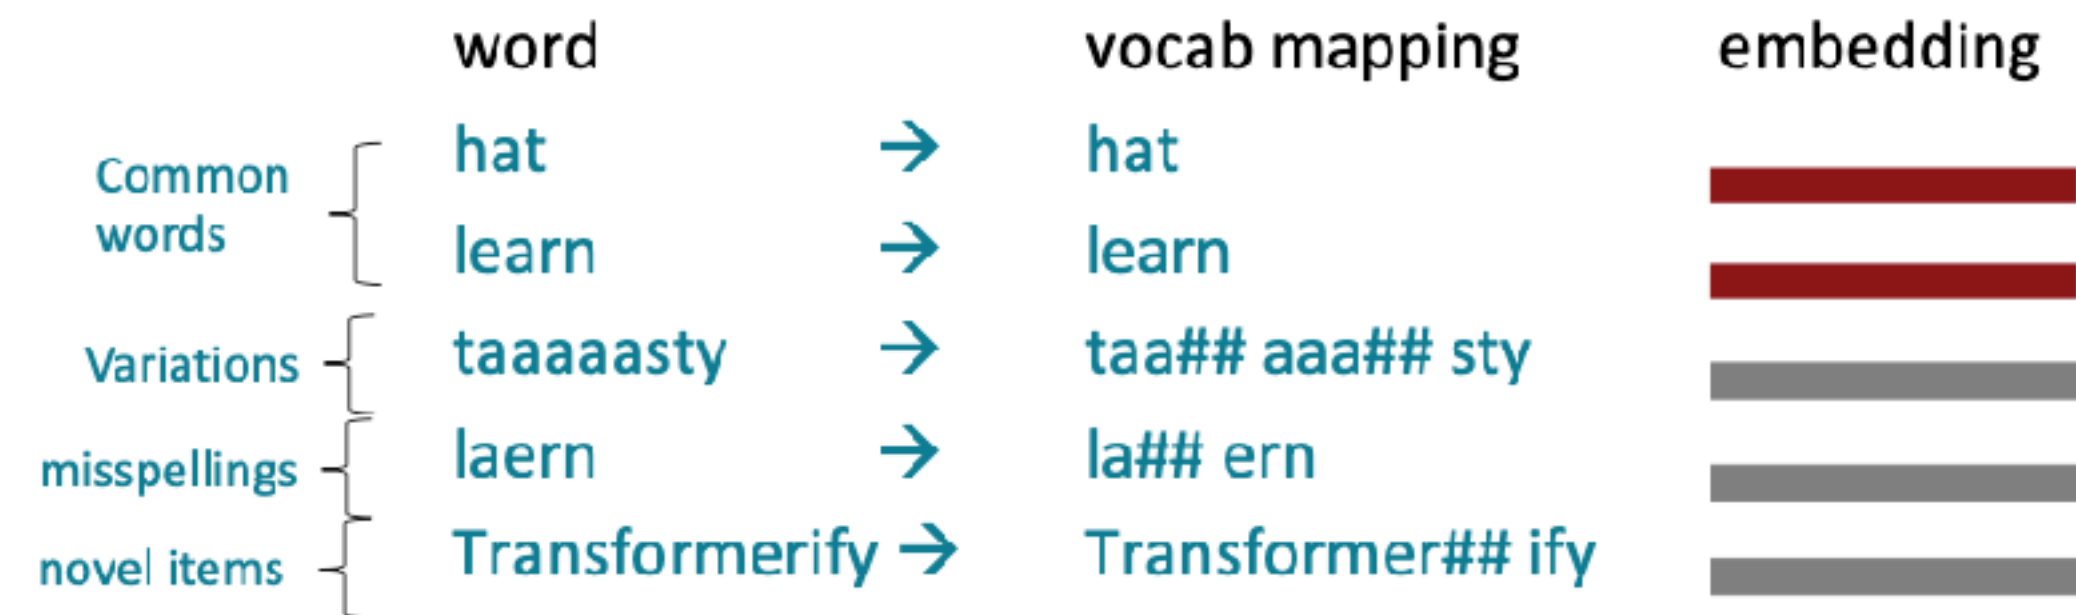 word vocab mapping embedding
Common words
hat → hat
learn → learn
Variations
taaaaasty → taa## aaa## sty
misspellings
laern → la## ern
novel items
Transformerify → Transformer## ify